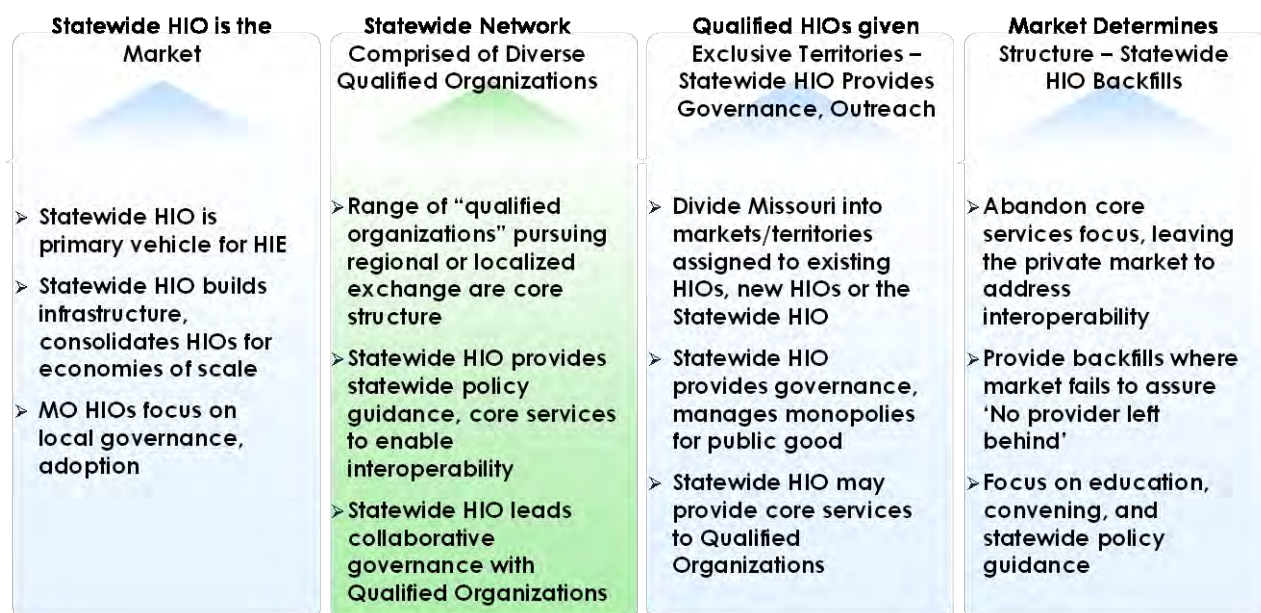 Statewide HIO is the
Market
➢ Statewide HIO is
primary vehicle for HIE
➢ Statewide HIO builds
infrastructure,
consolidates HIOs for
economies of scale
➢ MO HIOs focus on
local governance,
adoption
Statewide Network
Comprised of Diverse
Qualified Organizations
➢ Range of “qualified
organizations” pursuing
regional or localized
exchange are core
structure
➢ Statewide HIO provides
statewide policy
guidance, core services
to enable
interoperability
➢ Statewide HIO leads
collaborative
governance with
Qualified Organizations
Qualified HIOs given
Exclusive Territories –
Statewide HIO Provides
Governance, Outreach
➢ Divide Missouri into
markets/territories
assigned to existing
HIOs, new HIOs or the
Statewide HIO
➢ Statewide HIO
provides governance,
manages monopolies
for public good
➢ Statewide HIO may
provide core services
to Qualified
Organizations
Market Determines
Structure – Statewide
HIO Backfills
➢ Abandon core
services focus, leaving
the private market to
address
interoperability
➢ Provide backfills where
market fails to assure
‘No provider left
behind’
➢ Focus on education,
convening, and
statewide policy
guidance